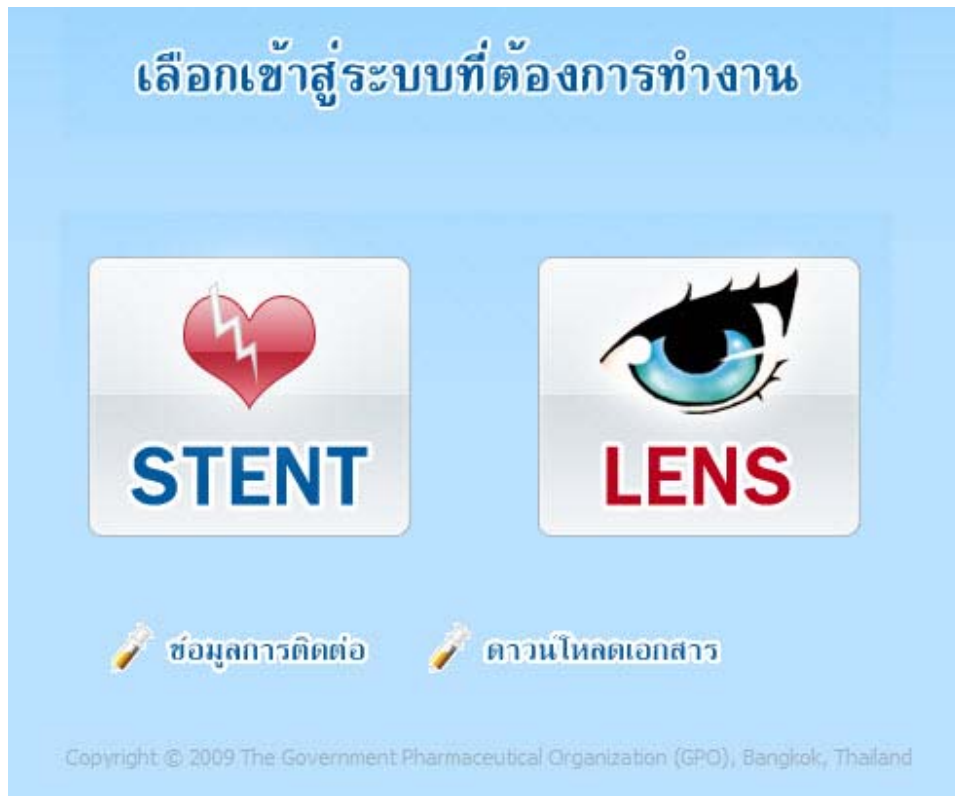 เลือกเข้าสู่ระบบที่ต้องการทำงาน
STENT LENS
ข้อมูลการติดต่อ ดาวน์โหลดเอกสาร
Copyright © 2009 The Government Pharmaceutical Organization (GPO), Bangkok, Thailand